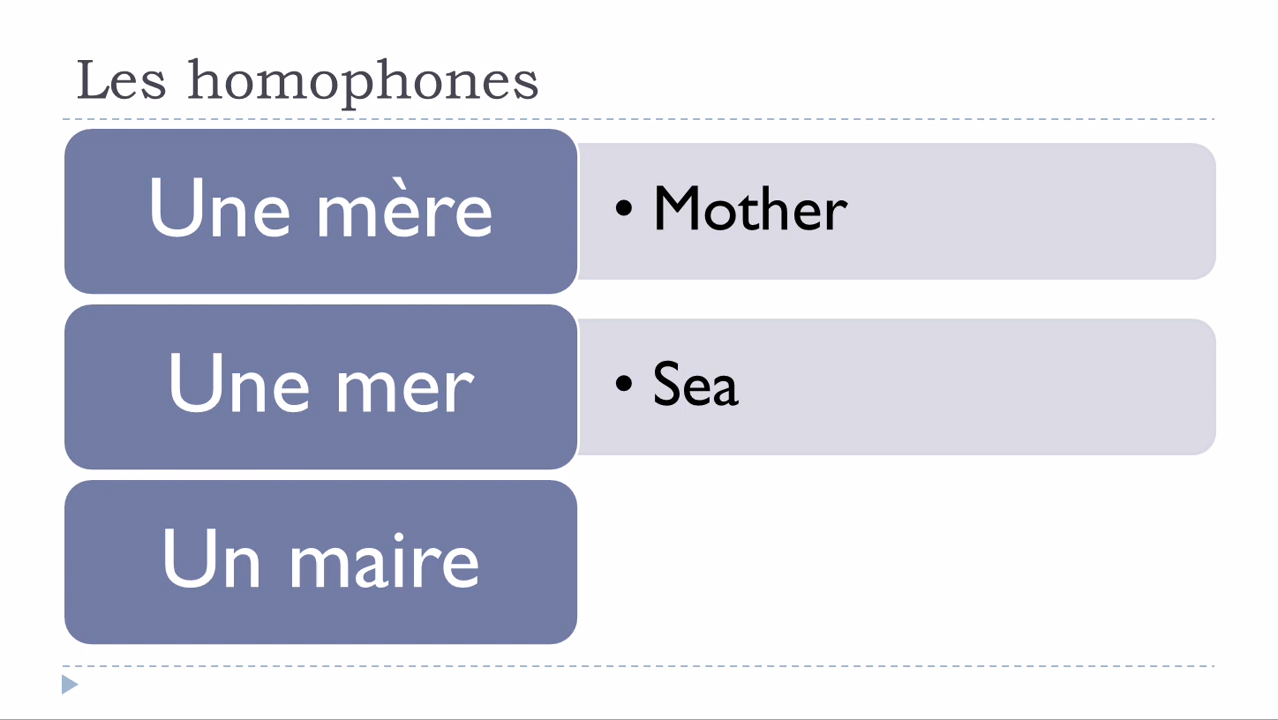 Les homophones
Une mère
• Mother
Une mer
• Sea
Un maire